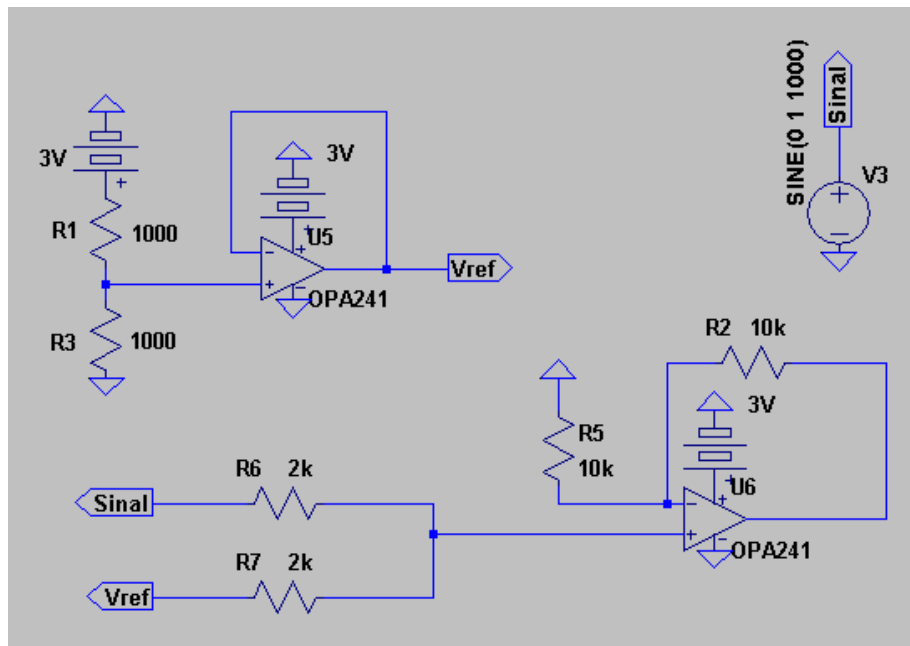 3V
R1 1000
R3 1000
3V
U5
OPA241
Vref
SINE(0 1 1000)
Sinal
V3
R2 10k
3V
R5
10k
U6
OPA241
R6 2k
Sinal
R7 2k
Vref